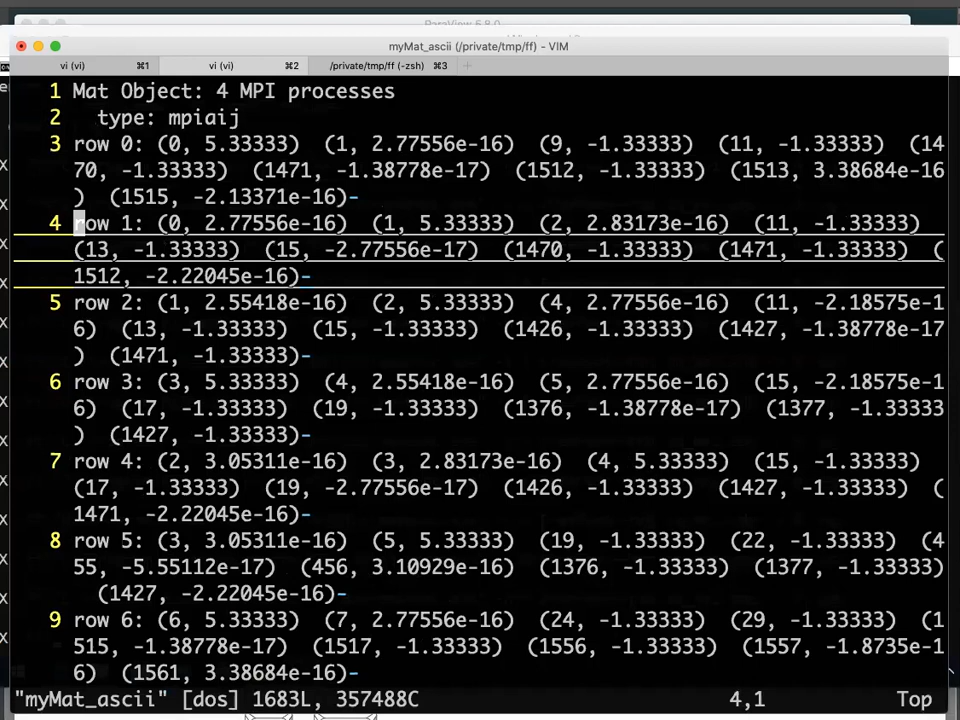 ParaView 5.8.0
myMat_ascii (/private/tmp/ff) - VIM
vi (vi) ⌘1 vi (vi) ⌘2 /private/tmp/ff (-zsh) ⌘3 +
1 Mat Object: 4 MPI processes
2 type: mpiaij
3 row 0: (0, 5.33333) (1, 2.77556e-16) (9, -1.33333) (11, -1.33333) (14
70, -1.33333) (1471, -1.38778e-17) (1512, -1.33333) (1513, 3.38684e-16
) (1515, -2.13371e-16)-
4 row 1: (0, 2.77556e-16) (1, 5.33333) (2, 2.83173e-16) (11, -1.33333)
(13, -1.33333) (15, -2.77556e-17) (1470, -1.33333) (1471, -1.33333) (
1512, -2.22045e-16)-
5 row 2: (1, 2.55418e-16) (2, 5.33333) (4, 2.77556e-16) (11, -2.18575e-1
6) (13, -1.33333) (15, -1.33333) (1426, -1.33333) (1427, -1.38778e-17
) (1471, -1.33333)-
6 row 3: (3, 5.33333) (4, 2.55418e-16) (5, 2.77556e-16) (15, -2.18575e-1
6) (17, -1.33333) (19, -1.33333) (1376, -1.38778e-17) (1377, -1.33333
) (1427, -1.33333)-
7 row 4: (2, 3.05311e-16) (3, 2.83173e-16) (4, 5.33333) (15, -1.33333)
(17, -1.33333) (19, -2.77556e-17) (1426, -1.33333) (1427, -1.33333) (
1471, -2.22045e-16)-
8 row 5: (3, 3.05311e-16) (5, 5.33333) (19, -1.33333) (22, -1.33333) (4
55, -5.55112e-17) (456, 3.10929e-16) (1376, -1.33333) (1377, -1.33333)
(1427, -2.22045e-16)-
9 row 6: (6, 5.33333) (7, 2.77556e-16) (24, -1.33333) (29, -1.33333) (1
515, -1.38778e-17) (1517, -1.33333) (1556, -1.33333) (1557, -1.8735e-1
6) (1561, 3.38684e-16)-
"myMat_ascii" [dos] 1683L, 357488C 4,1 Top